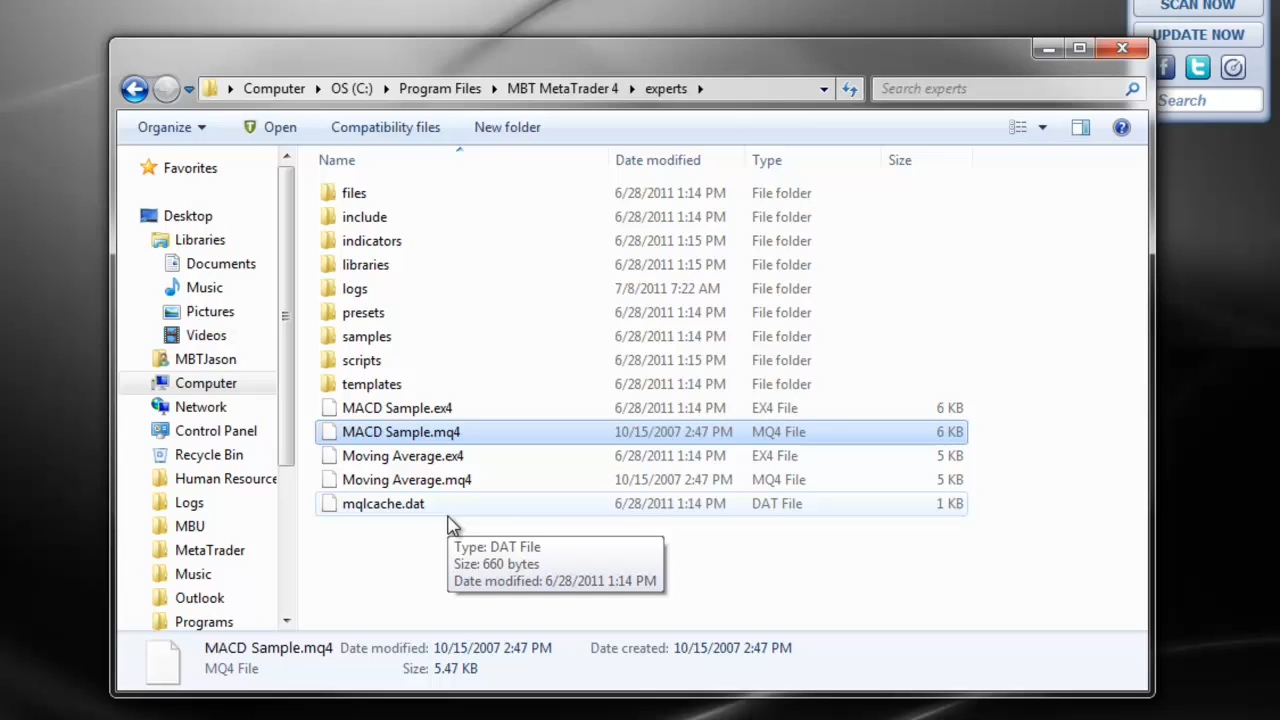 SCAN NOW
UPDATE NOW
Search
Computer OS (C:) Program Files MBT MetaTrader 4 experts
Search experts
Organize Open Compatibility files New folder
Favorites
Desktop
Libraries
Documents
Music
Pictures
Videos
MBTJason
Computer
Network
Control Panel
Recycle Bin
Human Resource
Logs
MBU
MetaTrader
Music
Outlook
Programs
Name Date modified Type Size
files 6/28/2011 1:14 PM File folder
include 6/28/2011 1:14 PM File folder
indicators 6/28/2011 1:15 PM File folder
libraries 6/28/2011 1:15 PM File folder
logs 7/8/2011 7:22 AM File folder
presets 6/28/2011 1:14 PM File folder
samples 6/28/2011 1:14 PM File folder
scripts 6/28/2011 1:15 PM File folder
templates 6/28/2011 1:14 PM File folder
MACD Sample.ex4 6/28/2011 1:14 PM EX4 File 6 KB
MACD Sample.mq4 10/15/2007 2:47 PM MQ4 File 6 KB
Moving Average.ex4 6/28/2011 1:14 PM EX4 File 5 KB
Moving Average.mq4 10/15/2007 2:47 PM MQ4 File 5 KB
mqlcache.dat 6/28/2011 1:14 PM DAT File 1 KB
Type: DAT File
Size: 660 bytes
Date modified: 6/28/2011 1:14 PM
MACD Sample.mq4 Date modified: 10/15/2007 2:47 PM Date created: 10/15/2007 2:47 PM
MQ4 File Size: 5.47 KB